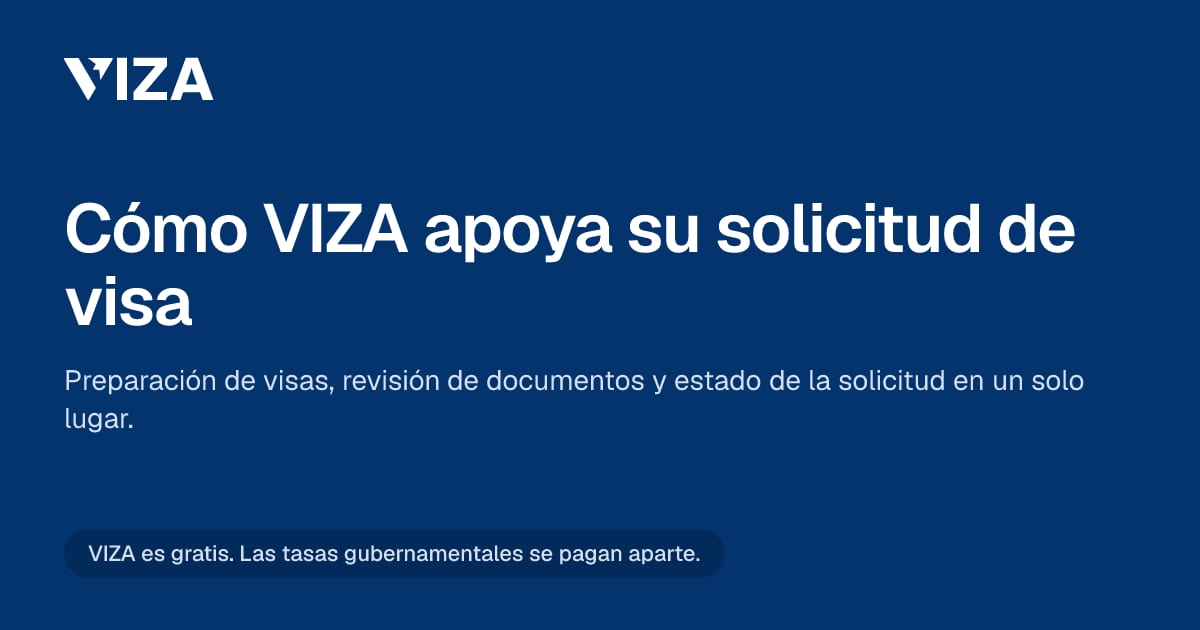 VIZA
Cómo VIZA apoya su solicitud de
visa
Preparación de visas, revisión de documentos y estado de la solicitud en un solo
lugar.
VIZA es gratis. Las tasas gubernamentales se pagan aparte.